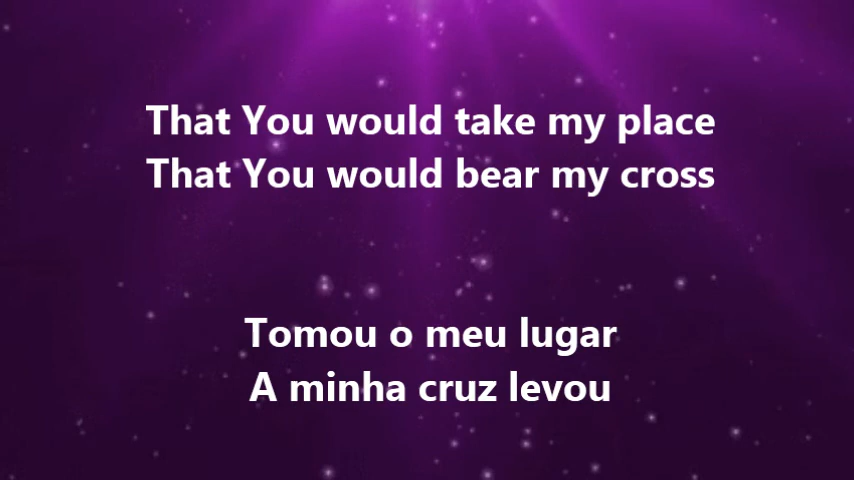 That You would take my place
That You would bear my cross
Tomou o meu lugar
A minha cruz levou